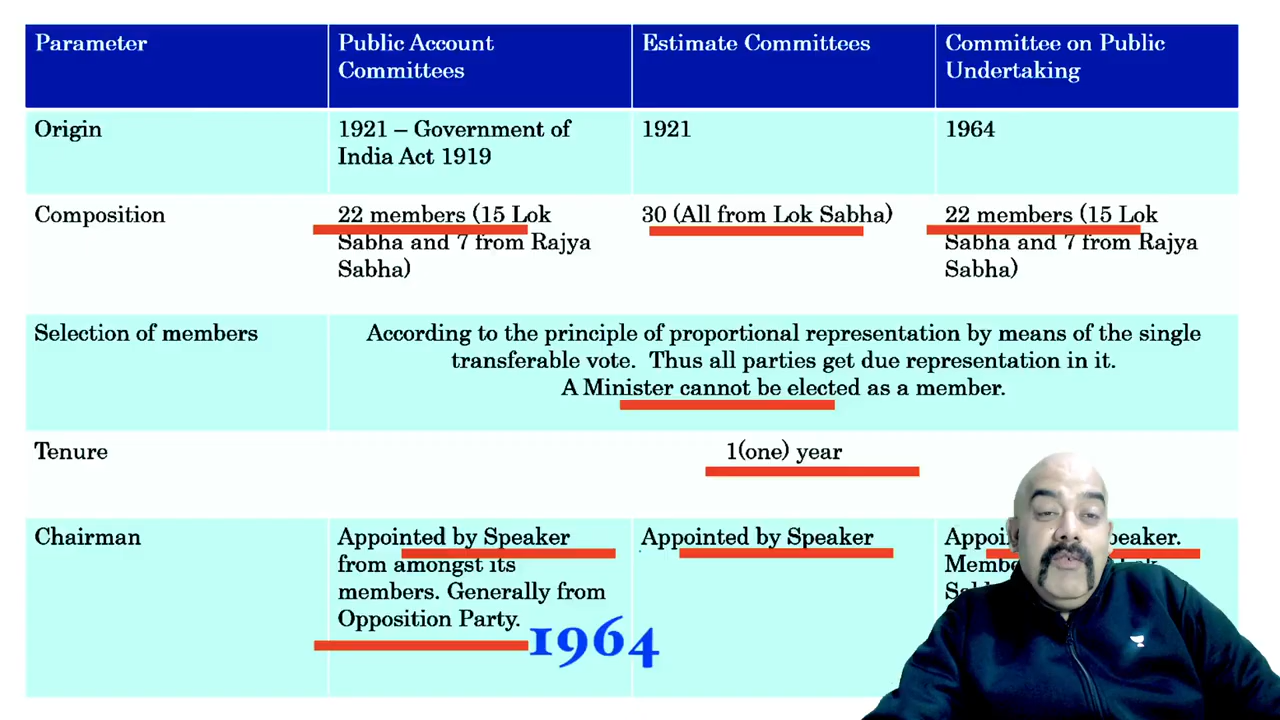 Parameter
Public Account
Committees
Estimate Committees
Committee on Public
Undertaking
Origin
1921 – Government of
India Act 1919
1921
1964
Composition
22 members (15 Lok
Sabha and 7 from Rajya
Sabha)
30 (All from Lok Sabha)
22 members (15 Lok
Sabha and 7 from Rajya
Sabha)
Selection of members
According to the principle of proportional representation by means of the single
transferable vote. Thus all parties get due representation in it.
A Minister cannot be elected as a member.
Tenure
1(one) year
Chairman
Appointed by Speaker
from amongst its
members. Generally from
Opposition Party.
1964
Appointed by Speaker